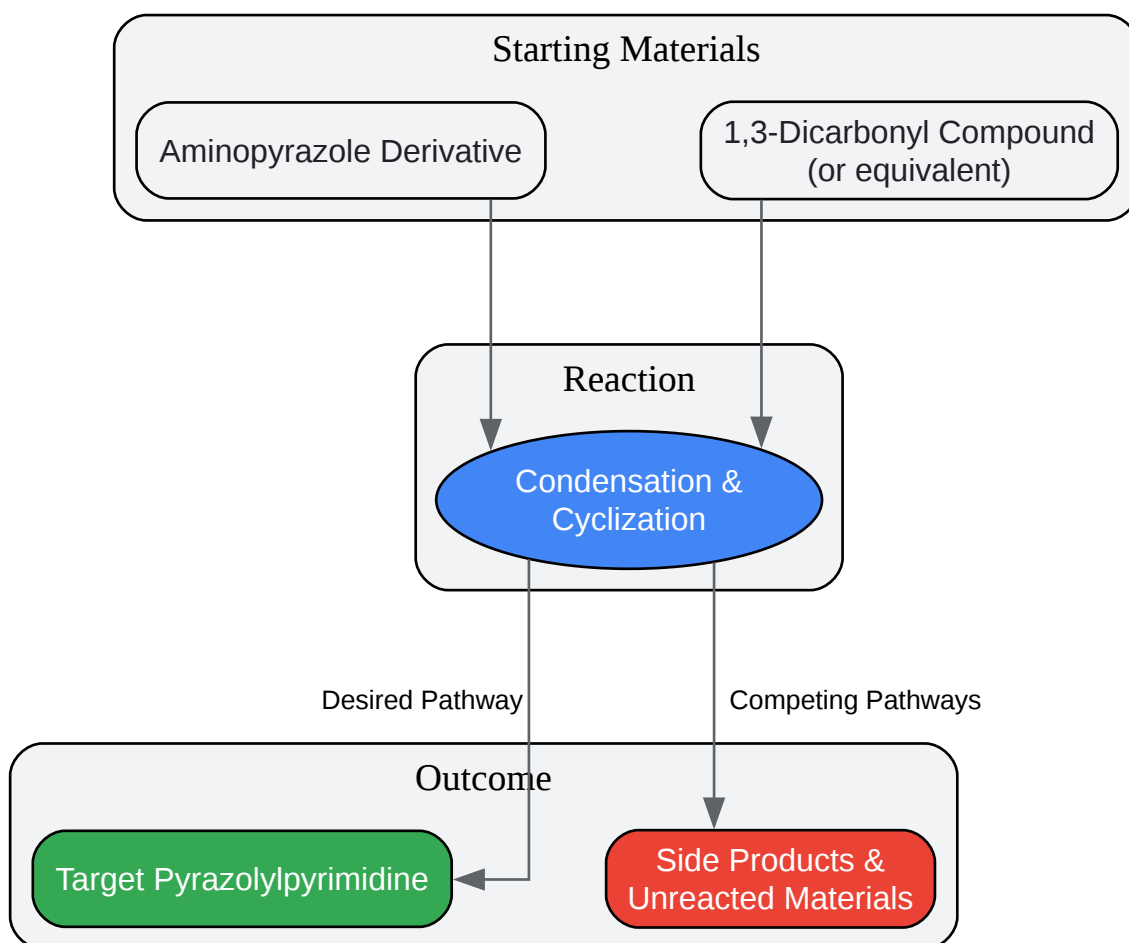 Starting Materials
Aminopyrazole Derivative
1,3-Dicarbonyl Compound
(or equivalent)
Reaction
Condensation &
Cyclization
Desired Pathway
Competing Pathways
Outcome
Target Pyrazolylpyrimidine
Side Products &
Unreacted Materials